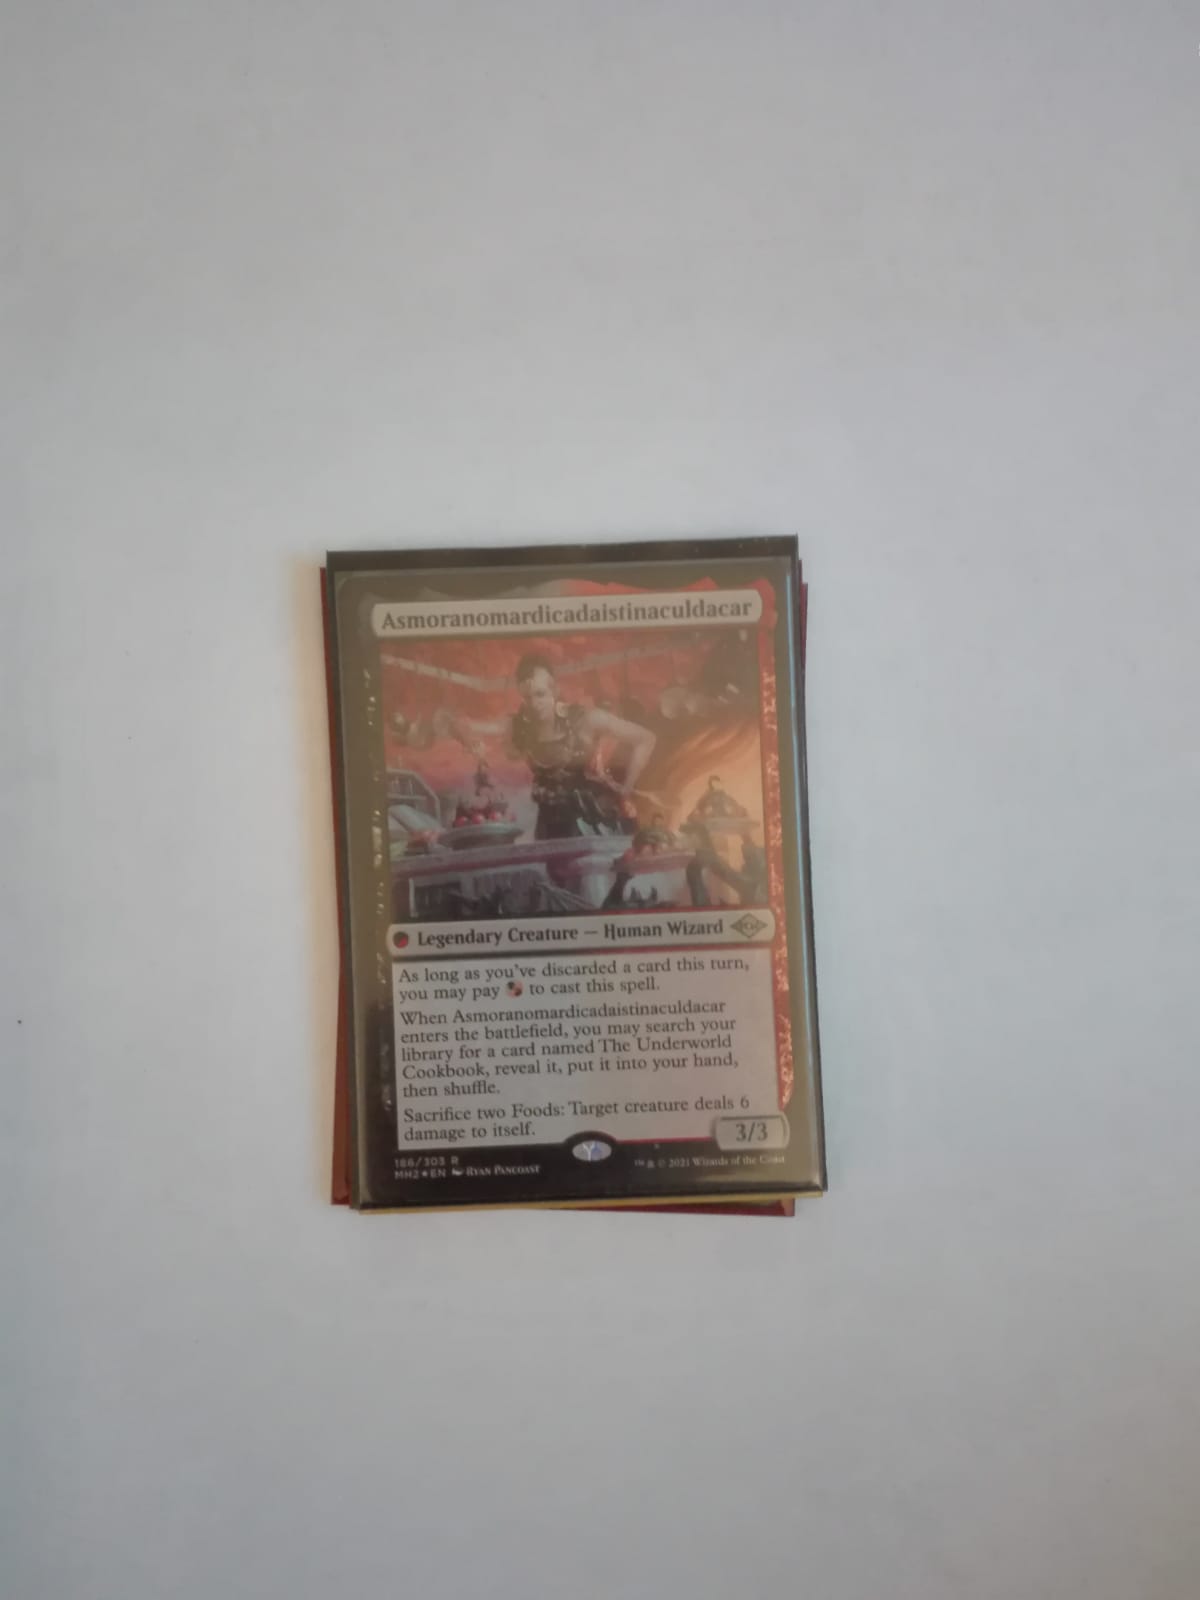 Asmoranomardicadaistinaculdacar
Legendary Creature — Human Wizard
As long as you've discarded a card this turn,
you may pay to cast this spell.
When Asmoranomardicadaistinaculdacar
enters the battlefield, you may search your
library for a card named The Underworld
Cookbook, reveal it, put it into your hand,
then shuffle.
Sacrifice two Foods: Target creature deals 6
damage to itself.
3/3
186/303 R
MH2★EN Ryan Pancoast
™ & © 2021 Wizards of the Coast